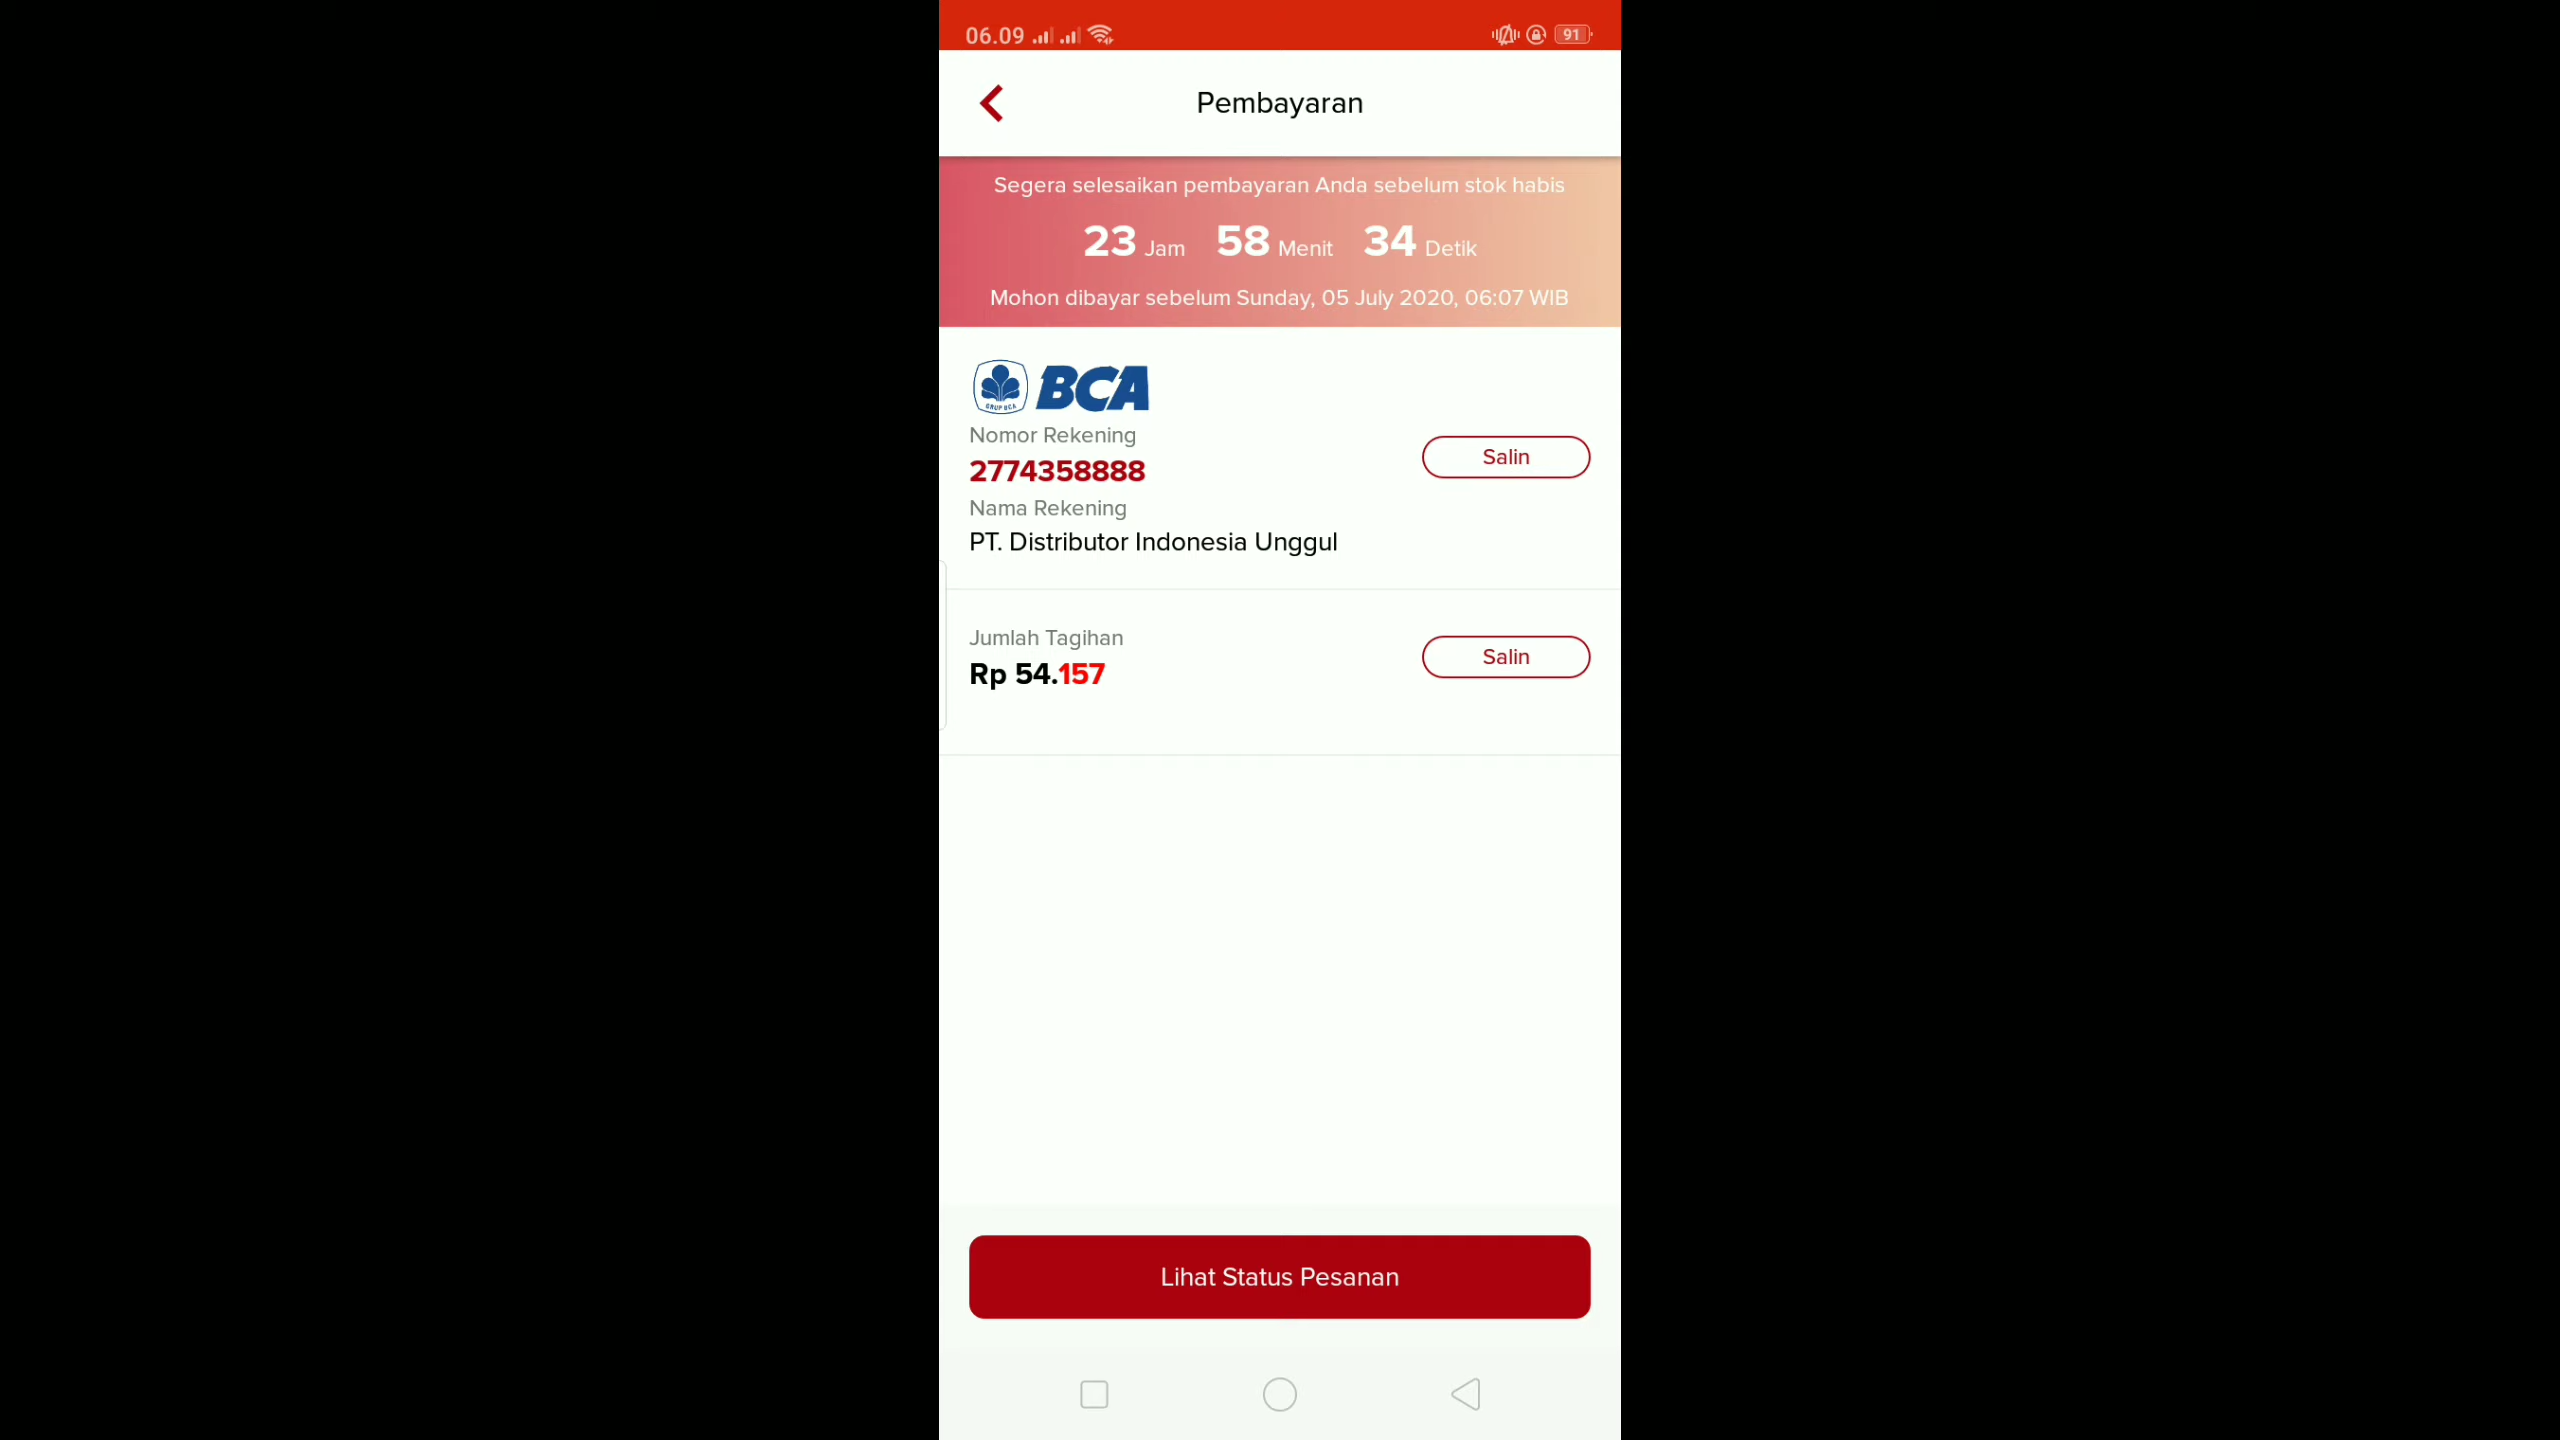 06.09
91
Pembayaran
Segera selesaikan pembayaran Anda sebelum stok habis
23 Jam 58 Menit 34 Detik
Mohon dibayar sebelum Sunday, 05 July 2020, 06:07 WIB
GRUP BCA
BCA
Nomor Rekening
2774358888
Salin
Nama Rekening
PT. Distributor Indonesia Unggul
Jumlah Tagihan
Rp 54.157
Salin
Lihat Status Pesanan